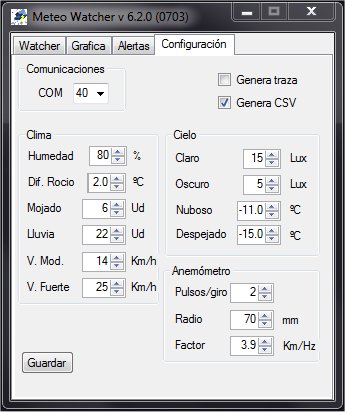 Meteo Watcher v 6.2.0 (0703)
Watcher Grafica Alertas Configuración
Comunicaciones
COM 40
Genera traza
Genera CSV
Clima
Humedad 80 %
Dif. Rocio 2.0 ºC
Mojado 6 Ud
Lluvia 22 Ud
V. Mod. 14 Km/h
V. Fuerte 25 Km/h
Cielo
Claro 15 Lux
Oscuro 5 Lux
Nuboso -11.0 ºC
Despejado -15.0 ºC
Anemómetro
Pulsos/giro 2
Radio 70 mm
Factor 3.9 Km/Hz
Guardar